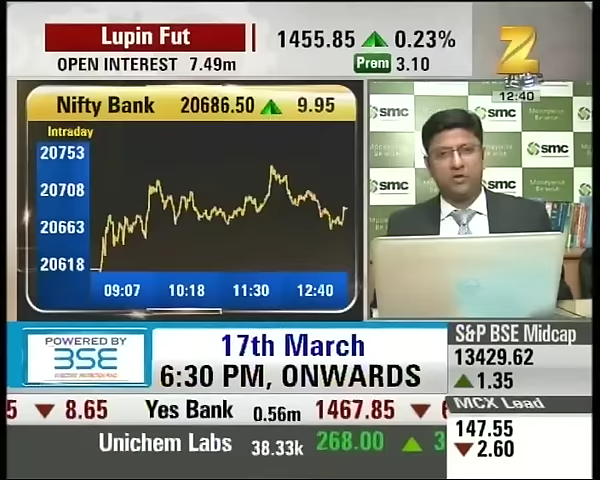 Lupin Fut 1455.85 ▲ 0.23%
OPEN INTEREST 7.49m Prem 3.10
Z
12:40
Nifty Bank 20686.50 ▲ 9.95
Intraday
20753
20708
20663
20618
09:07 10:18 11:30 12:40
smc
smc
smc
smc
smc
smc
POWERED BY
BSE
17th March
6:30 PM, ONWARDS
S&P BSE Midcap
13429.62
▲ 1.35
5 ▼ 8.65 Yes Bank 0.56m 1467.85 ▼ 6
MCX Lead
147.55
▼ 2.60
Unichem Labs 38.33k 268.00 ▲ 3